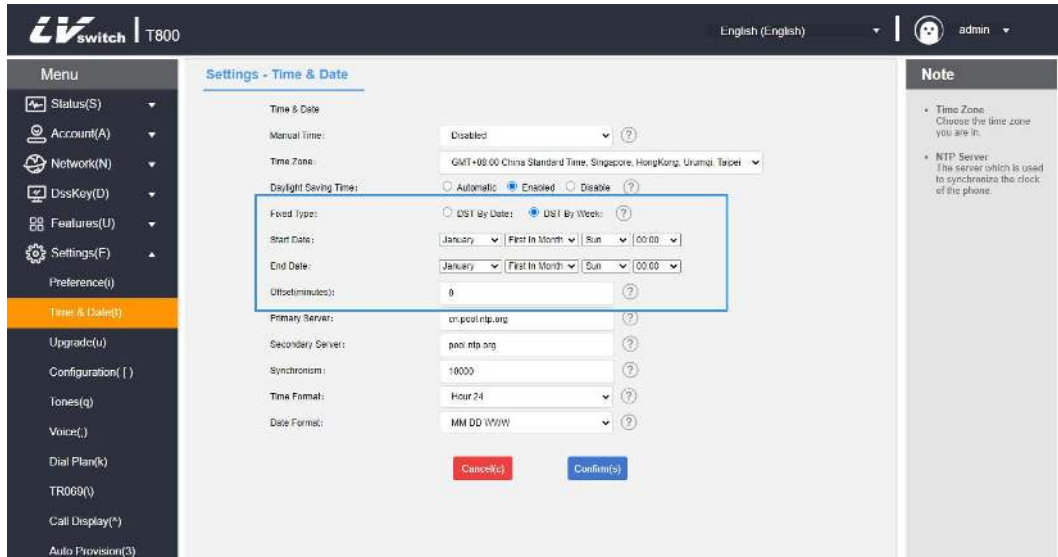 LVswitch | T800
English (English)
admin
Menu
Status(S)
Account(A)
Network(N)
DssKey(D)
Features(U)
Settings(F)
Preference(i)
Time & Date(t)
Upgrade(u)
Configuration( [ )
Tones(q)
Voice(;)
Dial Plan(k)
TR069(\)
Call Display(*)
Auto Provision(3)
Settings - Time & Date
Time & Date
Manual Time: Disabled
Time Zone: GMT+08:00 China Standard Time, Singapore, HongKong, Urumqi, Taipei
Daylight Saving Time: Automatic Enabled Disable
Fixed Type: DST By Date: DST By Week:
Start Date: January First In Month Sun 00:00
End Date: January First In Month Sun 00:00
Offset(minutes): 0
Primary Server: cn.pool.ntp.org
Secondary Server: pool.ntp.org
Synchronism: 10000
Time Format: Hour 24
Date Format: MM DD WWW
Cancel(c) Confirm(s)
Note
Time Zone
Choose the time zone
you are in.
NTP Server
The server which is used
to synchronize the clock
of the phone.